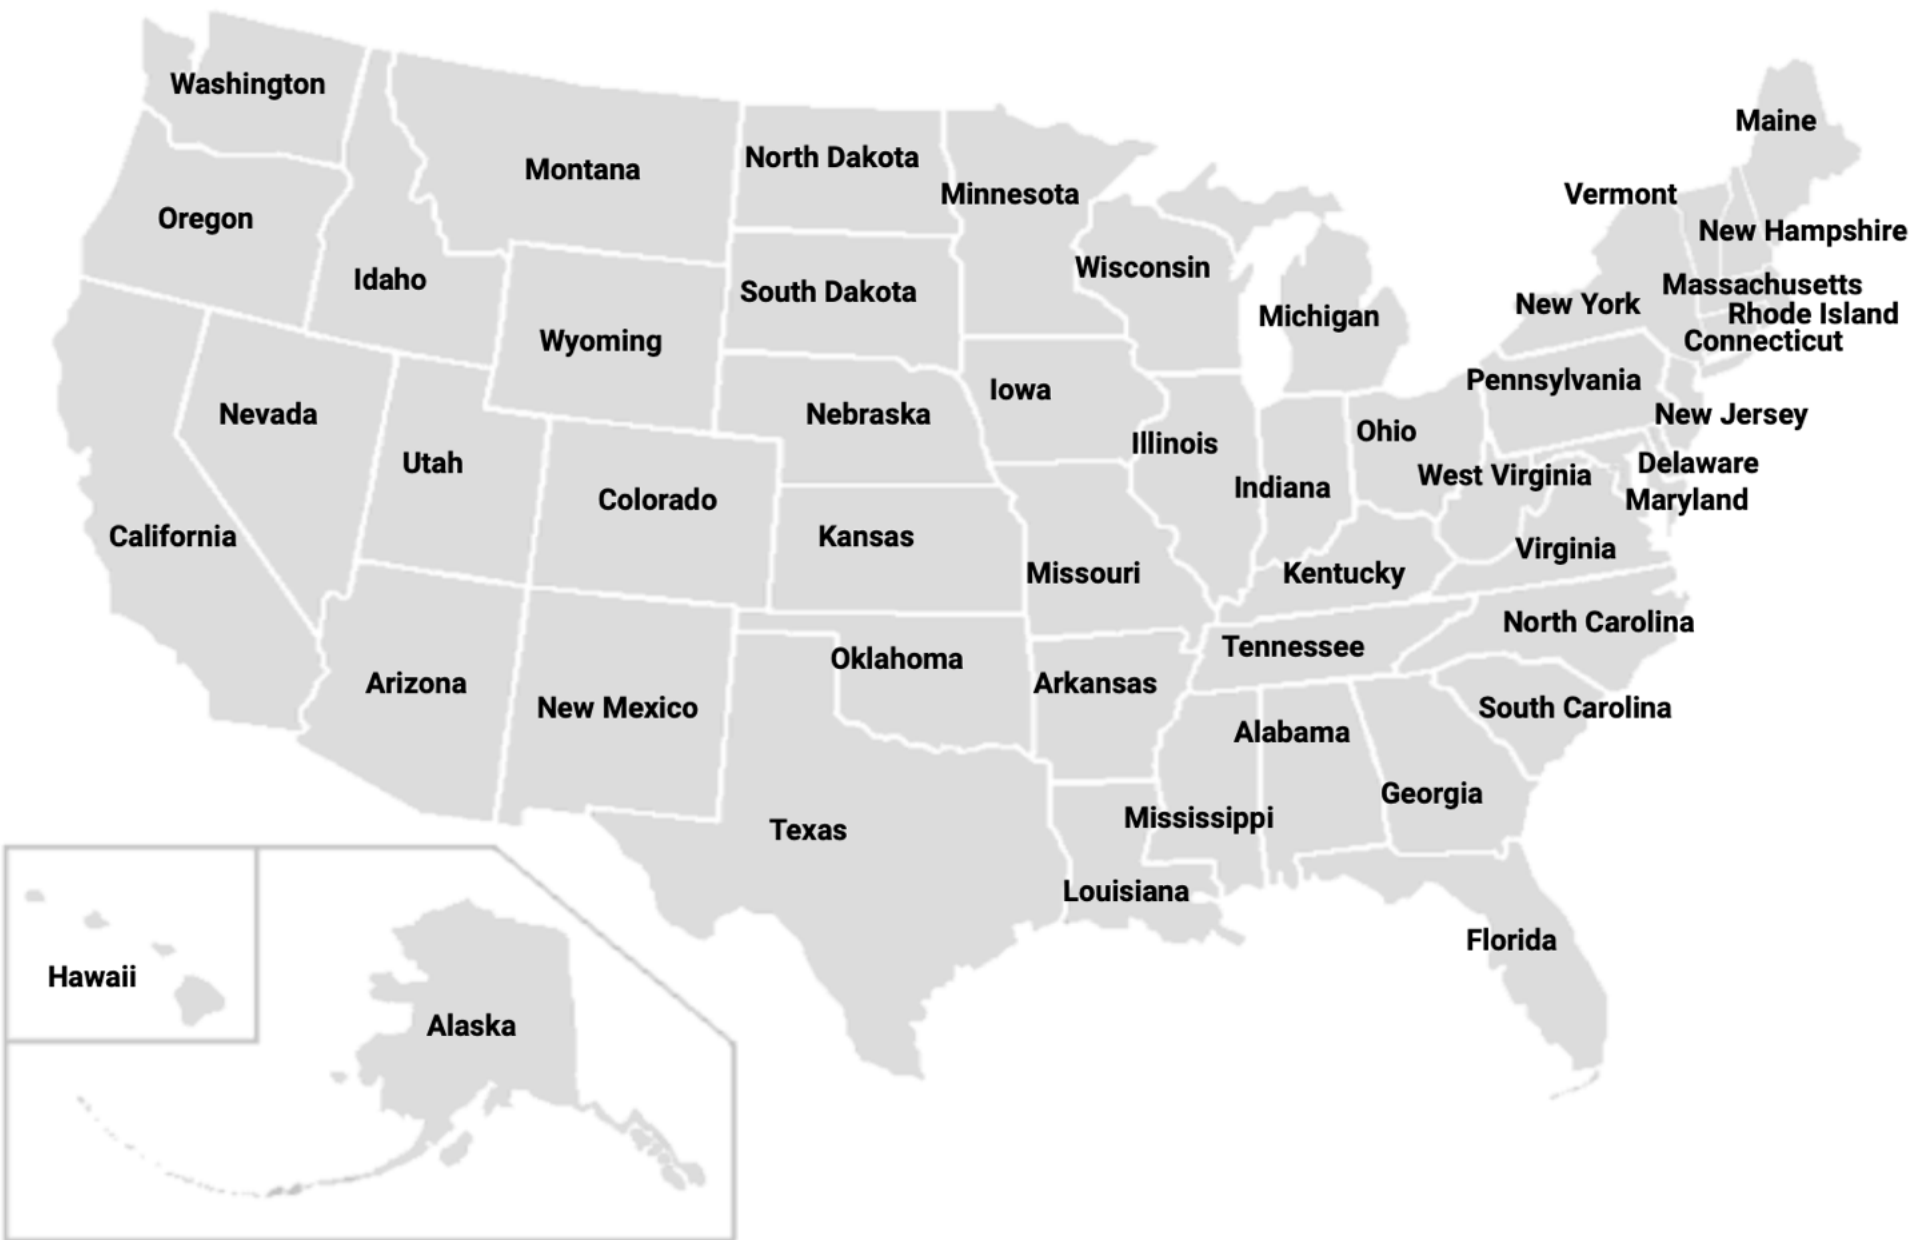 Washington
Maine
North Dakota
Montana
Minnesota
Vermont
Oregon
New Hampshire
Wisconsin
Idaho
Massachusetts
South Dakota
New York
Rhode Island
Michigan
Wyoming
Connecticut
Pennsylvania
Iowa
Nevada
Nebraska
New Jersey
Ohio
Illinois
Utah
Delaware
West Virginia
Indiana
Colorado
Maryland
California
Kansas
Virginia
Missouri
Kentucky
North Carolina
Tennessee
Oklahoma
Arizona
Arkansas
New Mexico
South Carolina
Alabama
Georgia
Mississippi
Texas
Louisiana
Florida
Hawaii
Alaska